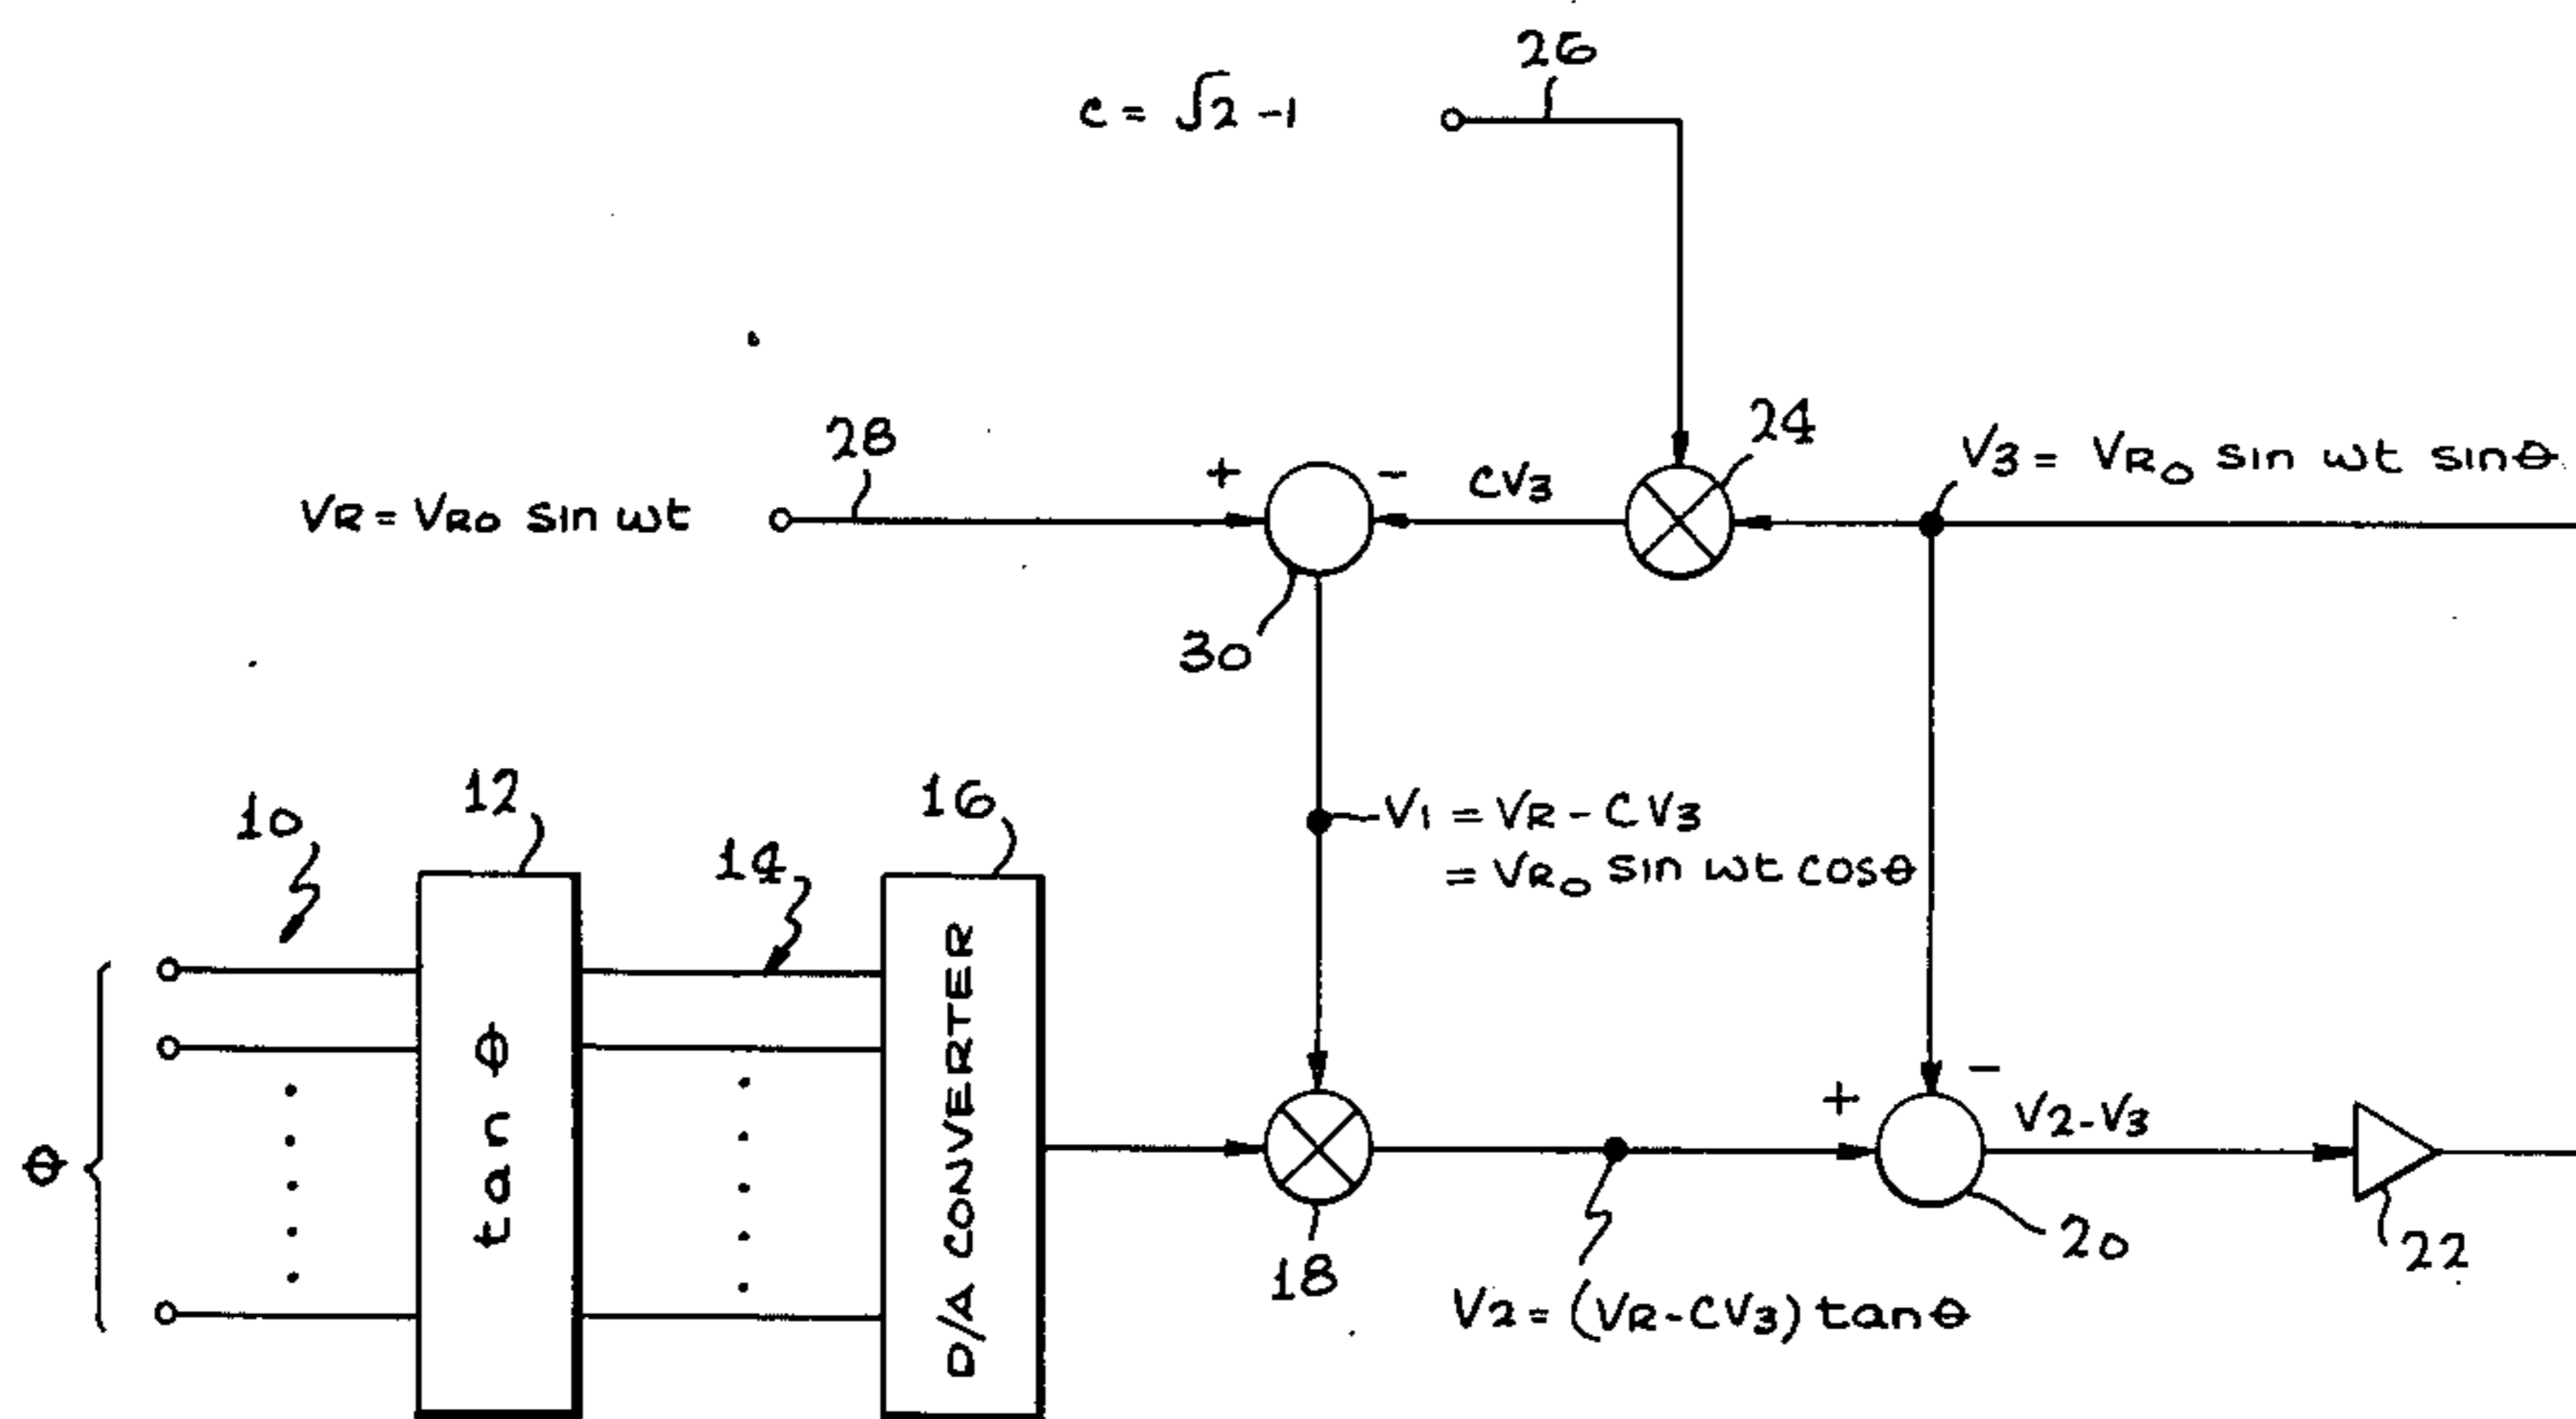 26
c = √2 -1
24
28
V3 = VRo sin ωt sinθ
+
-
CV3
VR = VRo sin ωt
30
12
16
10
14
V1 = VR - CV3
= VRo sin ωt cosθ
tan θ
D/A CONVERTER
θ
+
-
V2-V3
18
20
22
V2 = (VR-CV3) tanθ